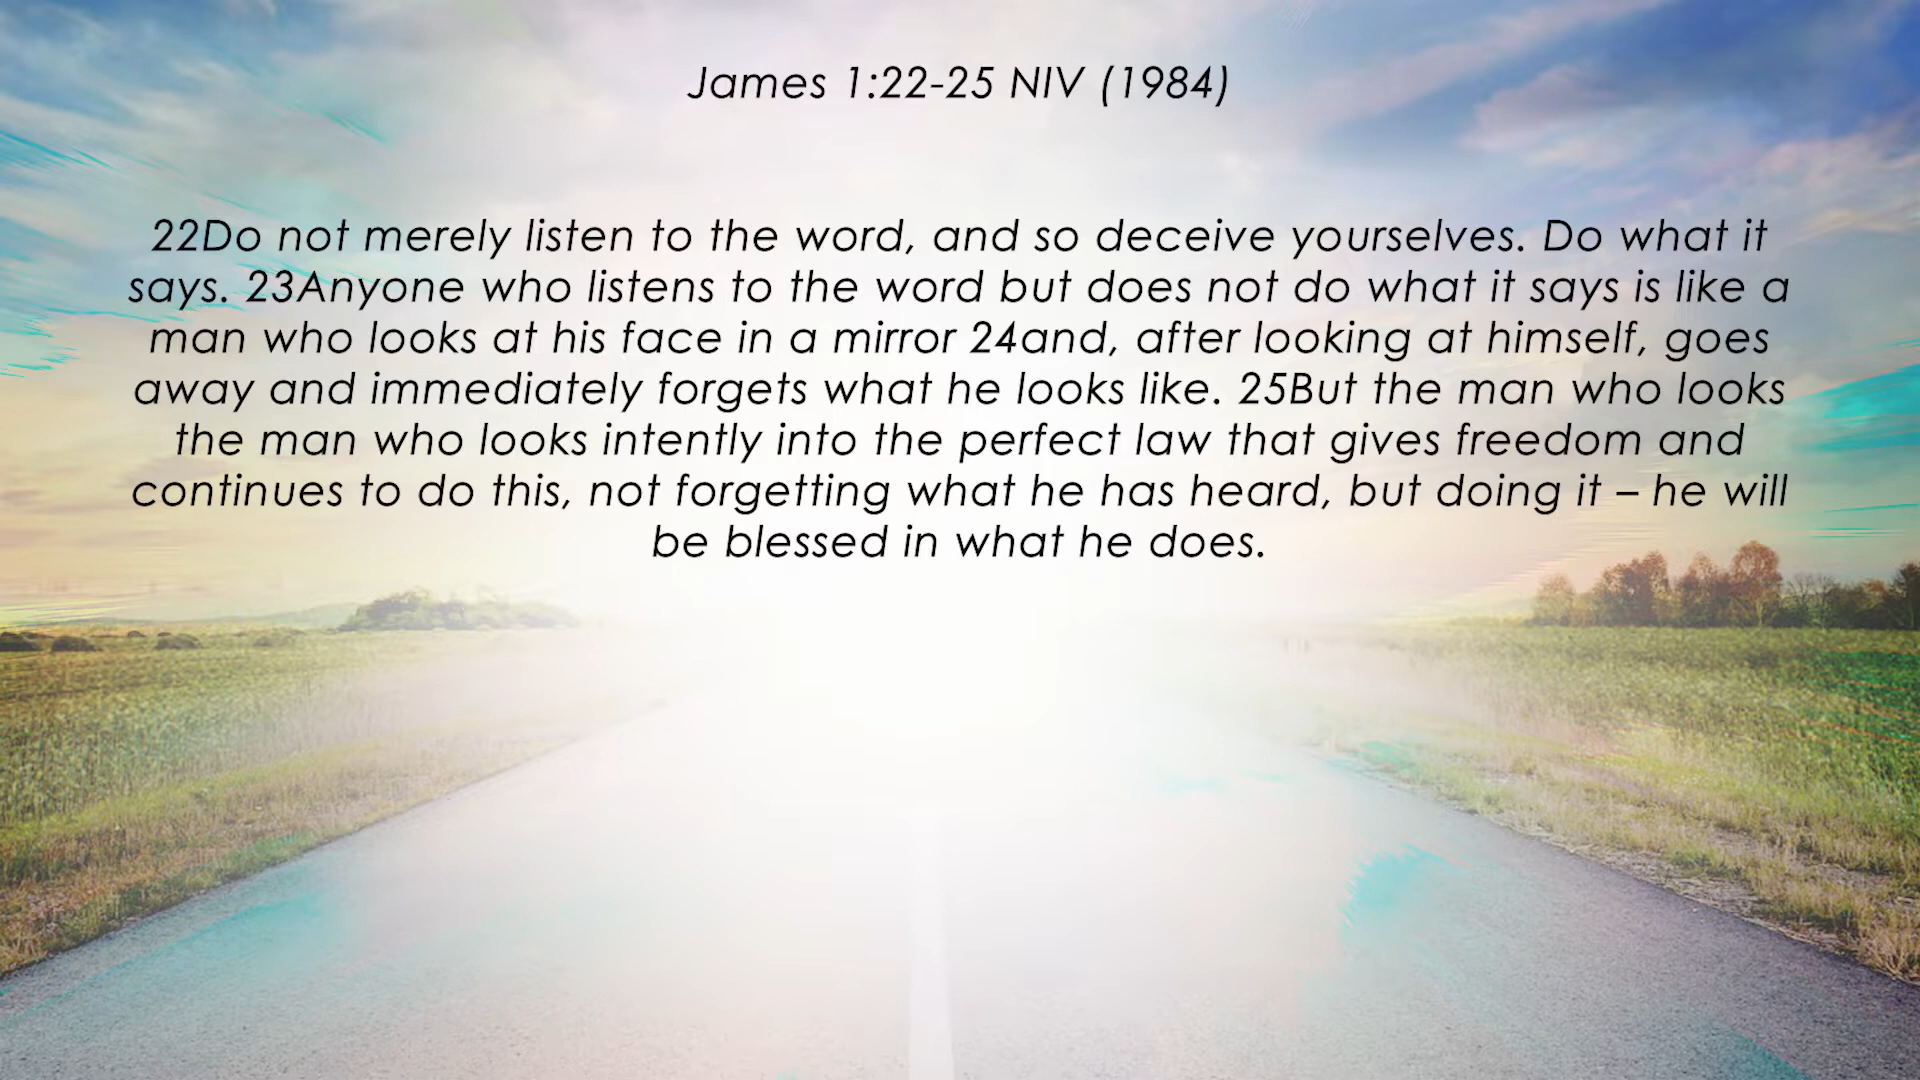 James 1:22-25 NIV (1984)
22Do not merely listen to the word, and so deceive yourselves. Do what it
says. 23Anyone who listens to the word but does not do what it says is like a
man who looks at his face in a mirror 24and, after looking at himself, goes
away and immediately forgets what he looks like. 25But the man who looks
the man who looks intently into the perfect law that gives freedom and
continues to do this, not forgetting what he has heard, but doing it – he will
be blessed in what he does.